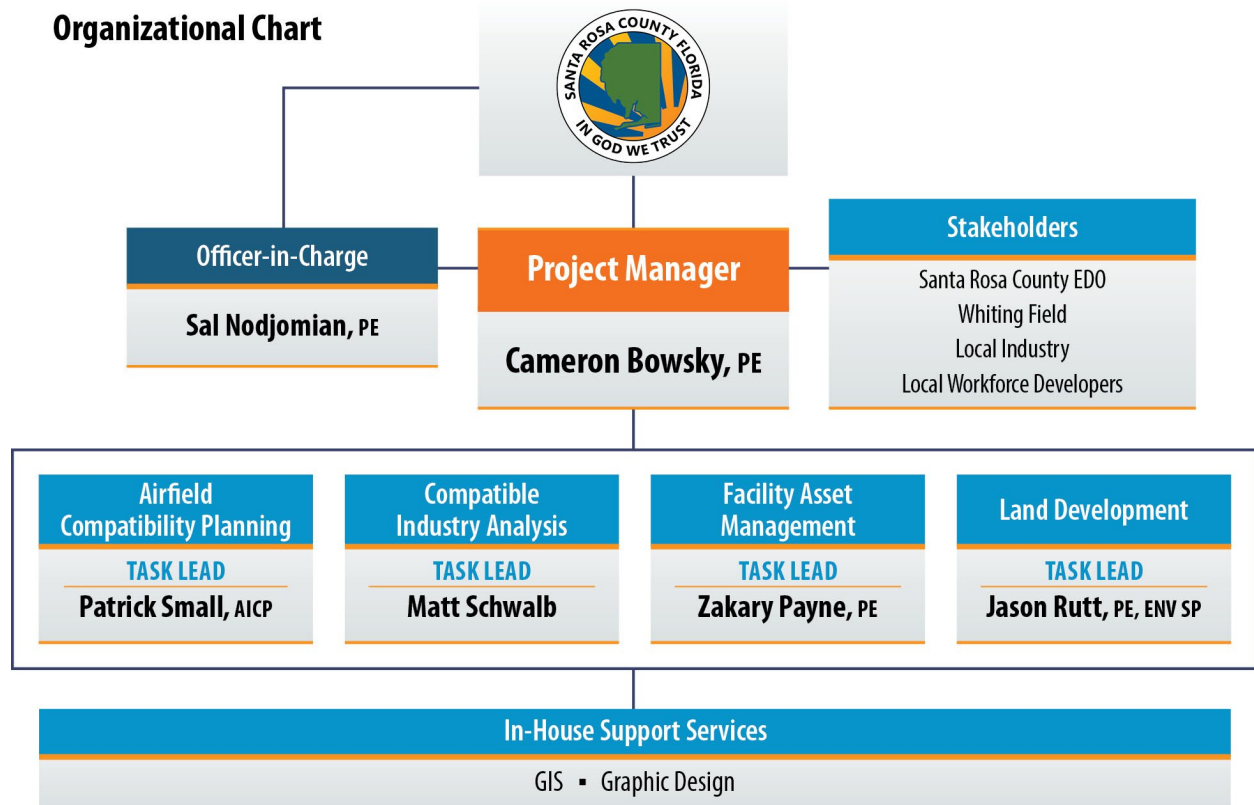 Organizational Chart
SANTA ROSA COUNTY FLORIDA
IN GOD WE TRUST
Officer-in-Charge
Sal Nodjomian, PE
Project Manager
Cameron Bowsky, PE
Stakeholders
Santa Rosa County EDO
Whiting Field
Local Industry
Local Workforce Developers
Airfield
Compatibility Planning
TASK LEAD
Patrick Small, AICP
Compatible
Industry Analysis
TASK LEAD
Matt Schwalb
Facility Asset
Management
TASK LEAD
Zakary Payne, PE
Land Development
TASK LEAD
Jason Rutt, PE, ENV SP
In-House Support Services
GIS ▪ Graphic Design